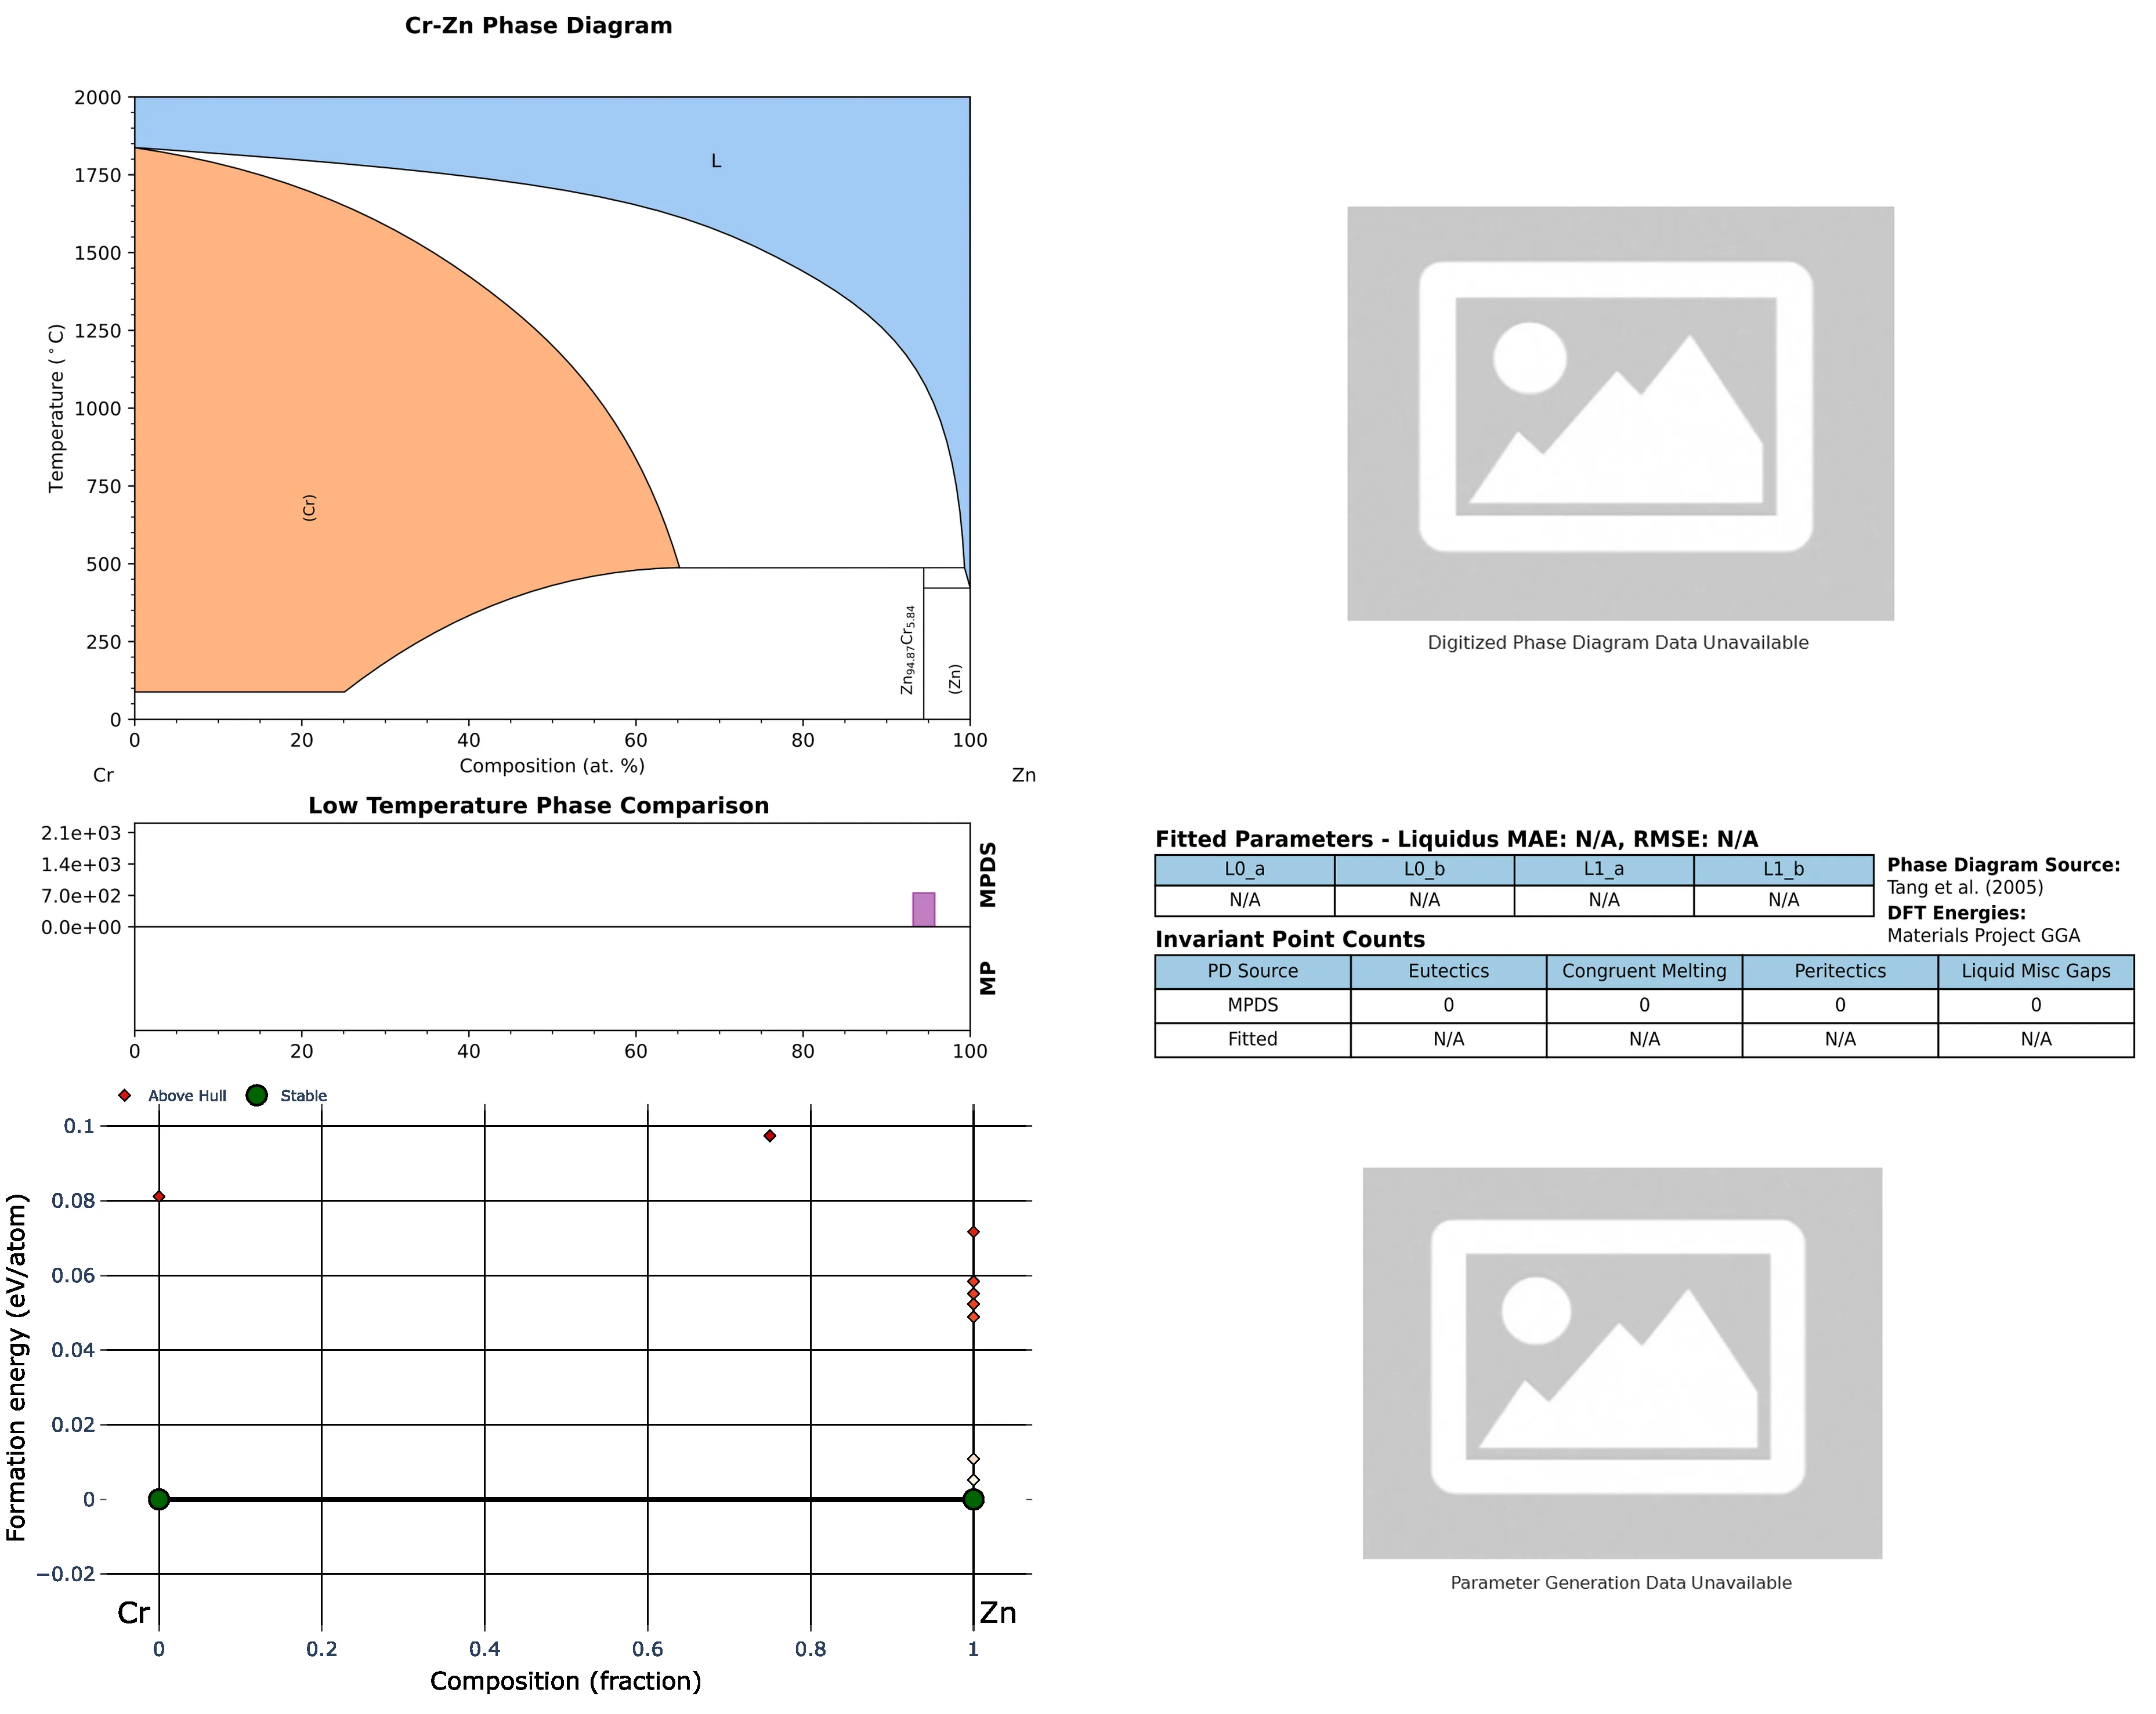 Cr-Zn Phase Diagram
2000
1750
1500
1250
1000
750
500
250
0
Temperature (°C)
L
(Cr)
Zn94.87Cr5.84
(Zn)
0 20 40 60 80 100
Composition (at. %)
Cr Zn
Digitized Phase Diagram Data Unavailable
Low Temperature Phase Comparison
2.1e+03
1.4e+03
7.0e+02
0.0e+00
MPDS
MP
0 20 40 60 80 100
Fitted Parameters - Liquidus MAE: N/A, RMSE: N/A
L0_a L0_b L1_a L1_b
N/A N/A N/A N/A
Phase Diagram Source:
Tang et al. (2005)
DFT Energies:
Materials Project GGA
Invariant Point Counts
PD Source Eutectics Congruent Melting Peritectics Liquid Misc Gaps
MPDS 0 0 0 0
Fitted N/A N/A N/A N/A
Above Hull Stable
0.1
0.08
0.06
0.04
0.02
0
−0.02
Formation energy (eV/atom)
Cr Zn
0 0.2 0.4 0.6 0.8 1
Composition (fraction)
Parameter Generation Data Unavailable